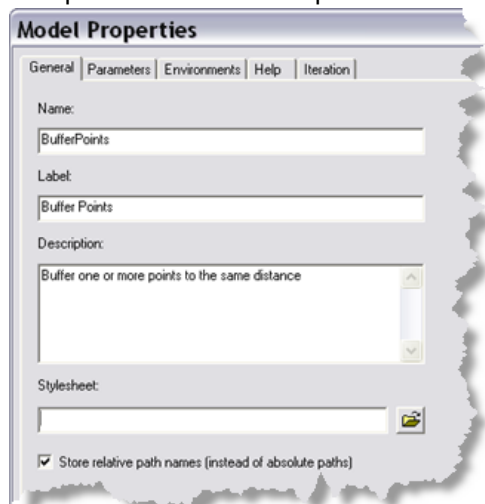 Model Properties
General Parameters Environments Help Iteration
Name:
BufferPoints
Label:
Buffer Points
Description:
Buffer one or more points to the same distance
Stylesheet:
Store relative path names (instead of absolute paths)